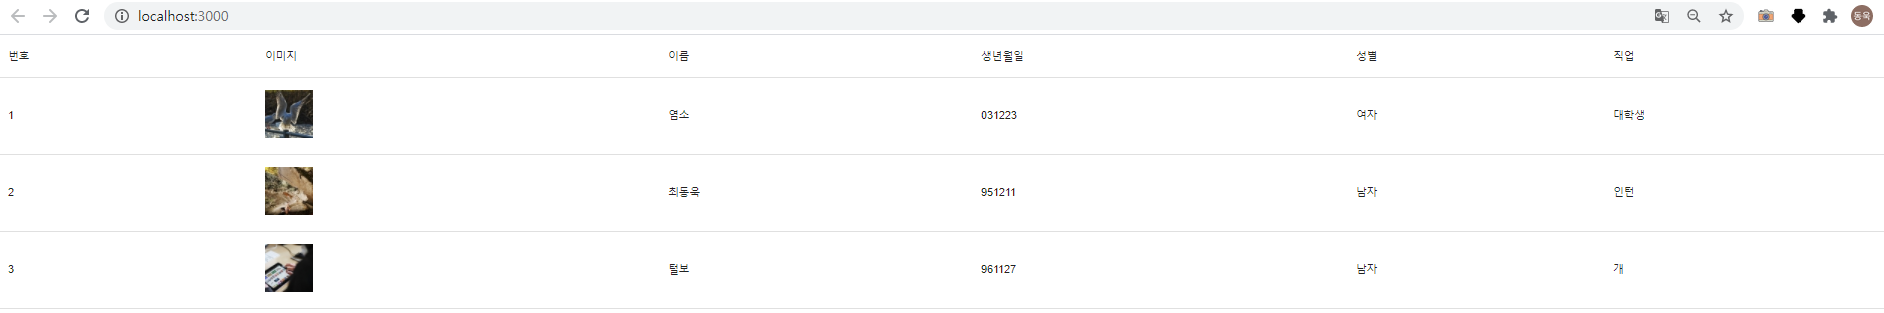 localhost:3000
동욱
번호 이미지 이름 생년월일 성별 직업
1 염소 031223 여자 대학생
2 최동욱 951211 남자 인턴
3 털보 961127 남자 개